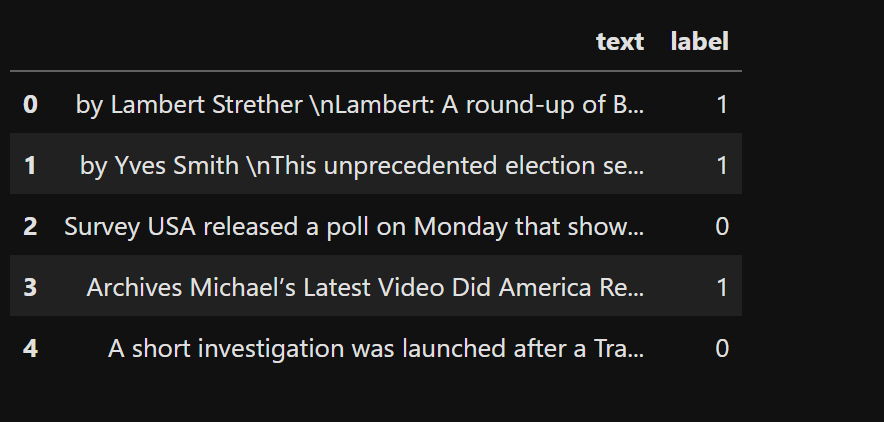 text label
0 by Lambert Strether \nLambert: A round-up of B... 1
1 by Yves Smith \nThis unprecedented election se... 1
2 Survey USA released a poll on Monday that show... 0
3 Archives Michael’s Latest Video Did America Re... 1
4 A short investigation was launched after a Tra... 0